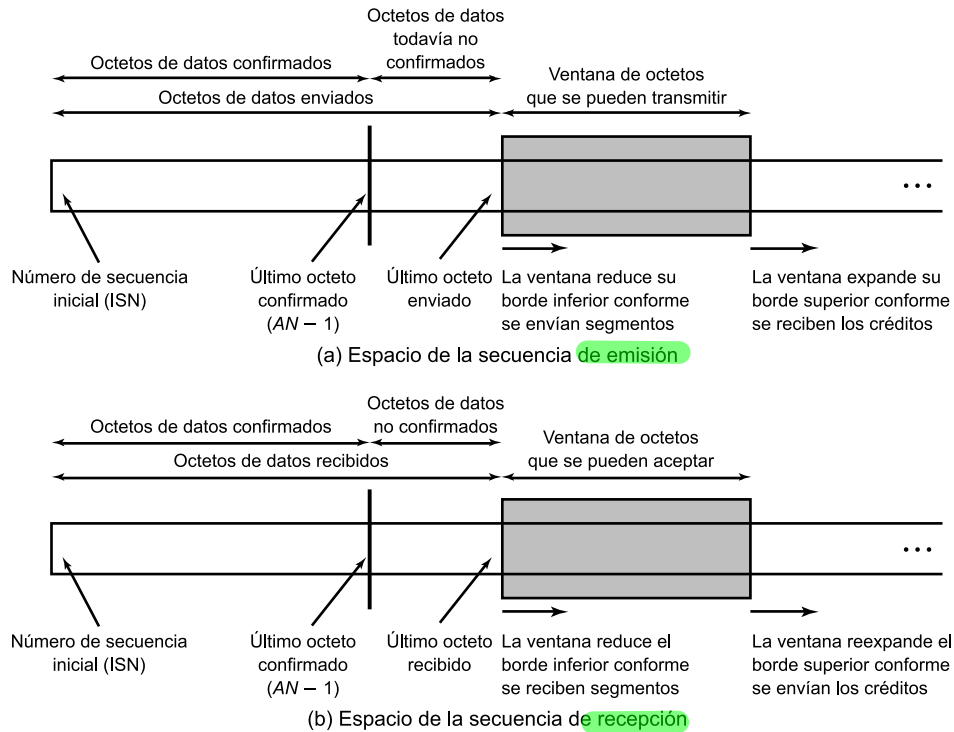 Octetos de datos
todavía no
confirmados
Octetos de datos confirmados
Octetos de datos enviados
Ventana de octetos
que se pueden transmitir
...
Número de secuencia
inicial (ISN)
Último octeto
confirmado
(AN – 1)
Último octeto
enviado
La ventana reduce su
borde inferior conforme
se envían segmentos
La ventana expande su
borde superior conforme
se reciben los créditos
(a) Espacio de la secuencia de emisión
Octetos de datos
no confirmados
Octetos de datos confirmados
Octetos de datos recibidos
Ventana de octetos
que se pueden aceptar
...
Número de secuencia
inicial (ISN)
Último octeto
confirmado
(AN – 1)
Último octeto
recibido
La ventana reduce el
borde inferior conforme
se reciben segmentos
La ventana reexpande el
borde superior conforme
se envían los créditos
(b) Espacio de la secuencia de recepción